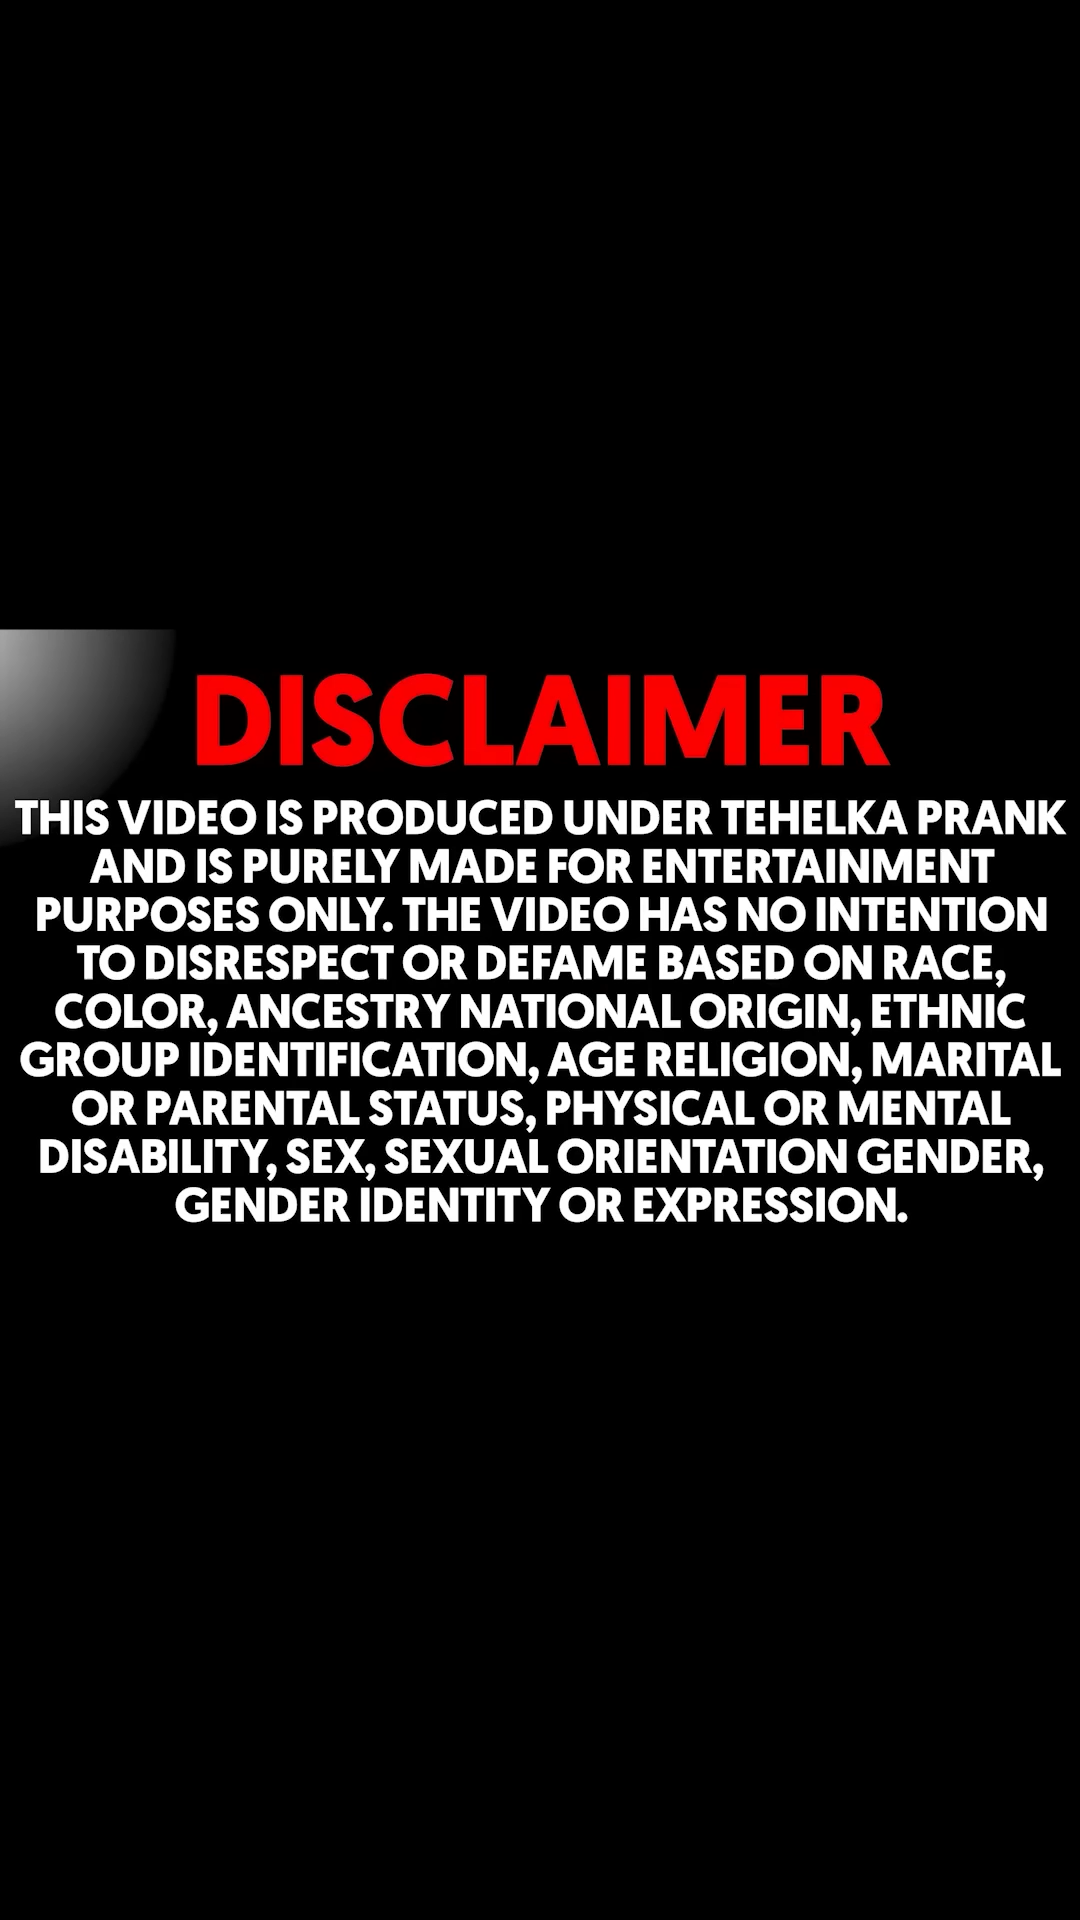 DISCLAIMER
THIS VIDEO IS PRODUCED UNDER TEHELKA PRANK
AND IS PURELY MADE FOR ENTERTAINMENT
PURPOSES ONLY. THE VIDEO HAS NO INTENTION
TO DISRESPECT OR DEFAME BASED ON RACE,
COLOR, ANCESTRY NATIONAL ORIGIN, ETHNIC
GROUP IDENTIFICATION, AGE RELIGION, MARITAL
OR PARENTAL STATUS, PHYSICAL OR MENTAL
DISABILITY, SEX, SEXUAL ORIENTATION GENDER,
GENDER IDENTITY OR EXPRESSION.